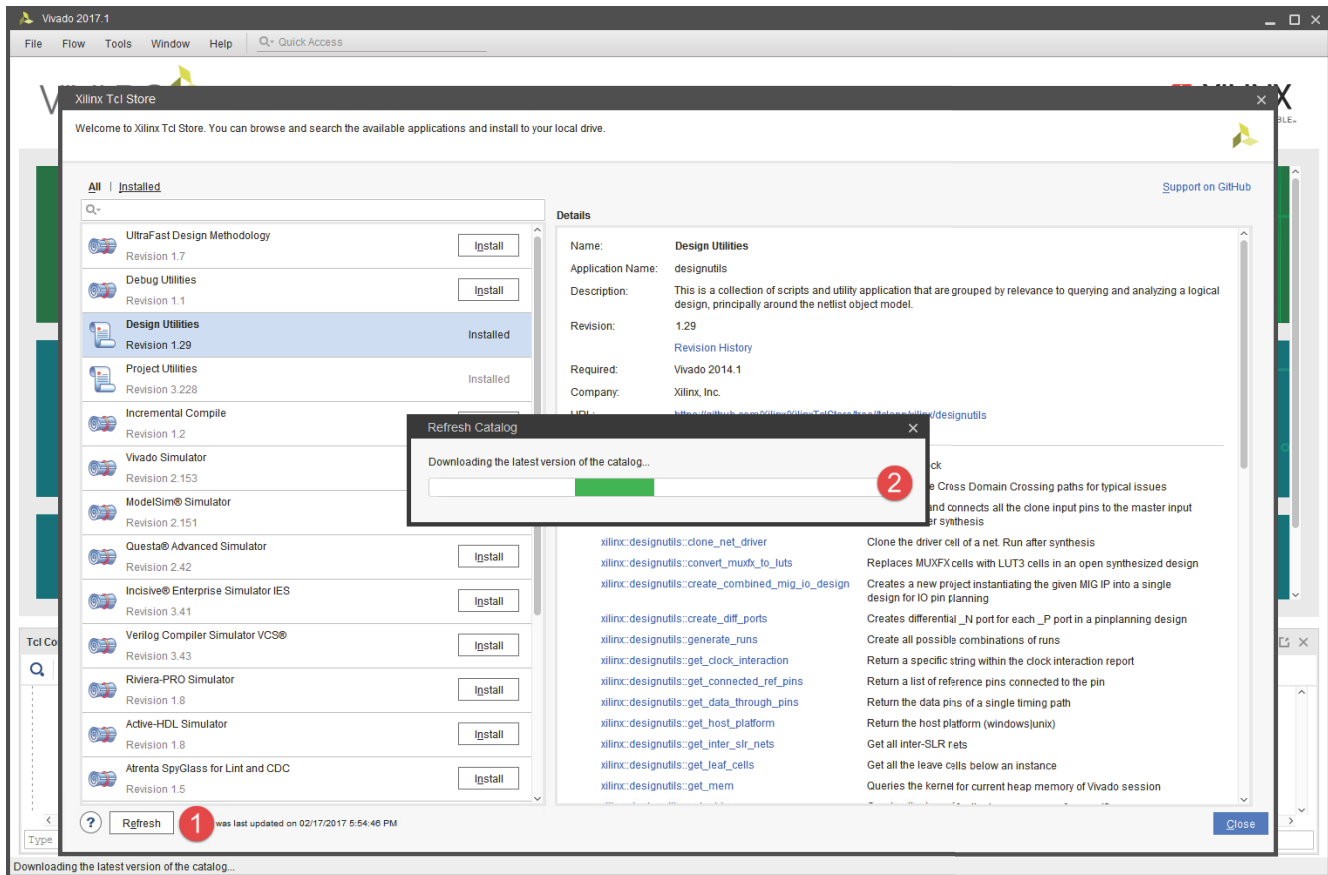 Vivado 2017.1
File Flow Tools Window Help Quick Access
Xilinx Tcl Store
Welcome to Xilinx Tcl Store. You can browse and search the available applications and install to your local drive.
All | Installed
Support on GitHub
UltraFast Design Methodology
Revision 1.7
Install
Debug Utilities
Revision 1.1
Install
Design Utilities
Revision 1.29
Installed
Project Utilities
Revision 3.228
Installed
Incremental Compile
Revision 1.2
Vivado Simulator
Revision 2.153
ModelSim® Simulator
Revision 2.151
Questa® Advanced Simulator
Revision 2.42
Install
Incisive® Enterprise Simulator IES
Revision 3.41
Install
Verilog Compiler Simulator VCS®
Revision 3.43
Install
Riviera-PRO Simulator
Revision 1.8
Install
Active-HDL Simulator
Revision 1.8
Install
Atrenta SpyGlass for Lint and CDC
Revision 1.5
Install
Details
Name: Design Utilities
Application Name: designutils
Description: This is a collection of scripts and utility application that are grouped by relevance to querying and analyzing a logical
design, principally around the netlist object model.
Revision: 1.29
Revision History
Required: Vivado 2014.1
Company: Xilinx, Inc.
/designutils
Refresh Catalog
Downloading the latest version of the catalog...
2
Cross Domain Crossing paths for typical issues
and connects all the clone input pins to the master input
synthesis
xilinx::designutils::clone_net_driver Clone the driver cell of a net. Run after synthesis
xilinx::designutils::convert_muxfx_to_luts Replaces MUXFX cells with LUT3 cells in an open synthesized design
xilinx::designutils::create_combined_mig_io_design Creates a new project instantiating the given MIG IP into a single
design for IO pin planning
xilinx::designutils::create_diff_ports Creates differential _N port for each _P port in a pinplanning design
xilinx::designutils::generate_runs Create all possible combinations of runs
xilinx::designutils::get_clock_interaction Return a specific string within the clock interaction report
xilinx::designutils::get_connected_ref_pins Return a list of reference pins connected to the pin
xilinx::designutils::get_data_through_pins Return the data pins of a single timing path
xilinx::designutils::get_host_platform Return the host platform (windows|unix)
xilinx::designutils::get_inter_slr_nets Get all inter-SLR nets
xilinx::designutils::get_leaf_cells Get all the leave cells below an instance
xilinx::designutils::get_mem Queries the kernel for current heap memory of Vivado session
? Refresh 1 was last updated on 02/17/2017 5:54:46 PM
Close
Tcl Co
Type
Downloading the latest version of the catalog...